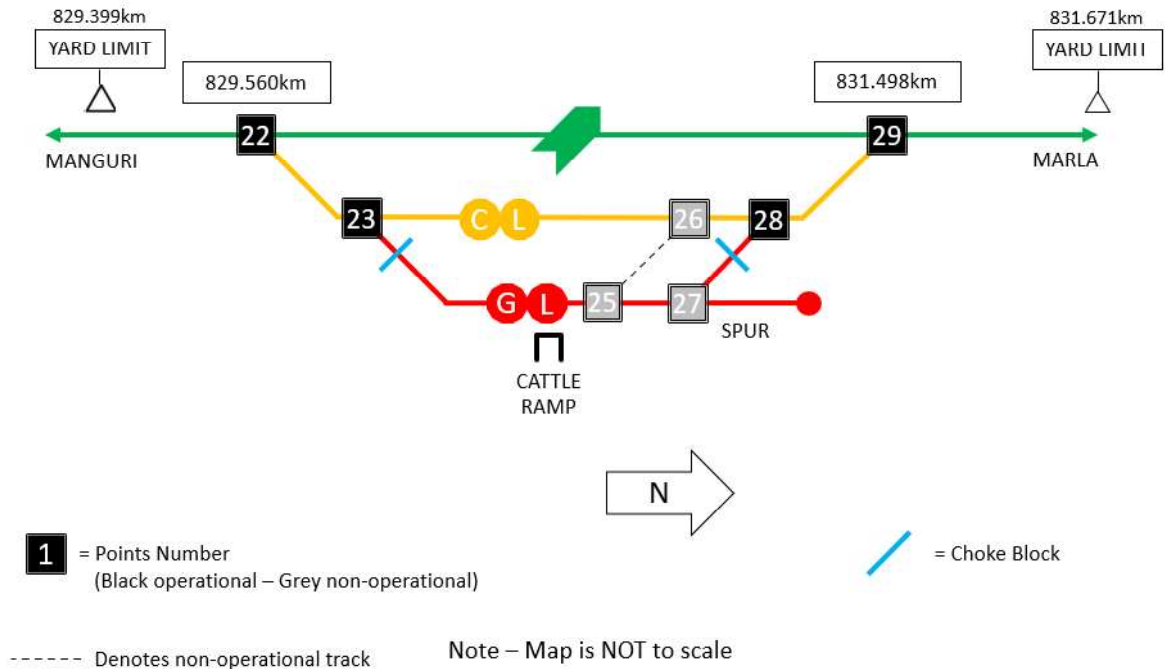 829.399km
YARD LIMIT
831.671km
YARD LIMIT
829.560km
831.498km
22
29
MANGURI
MARLA
23
C L
26
28
G L
25
27
SPUR
CATTLE
RAMP
N
1 = Points Number
(Black operational – Grey non-operational)
= Choke Block
Denotes non-operational track
Note – Map is NOT to scale